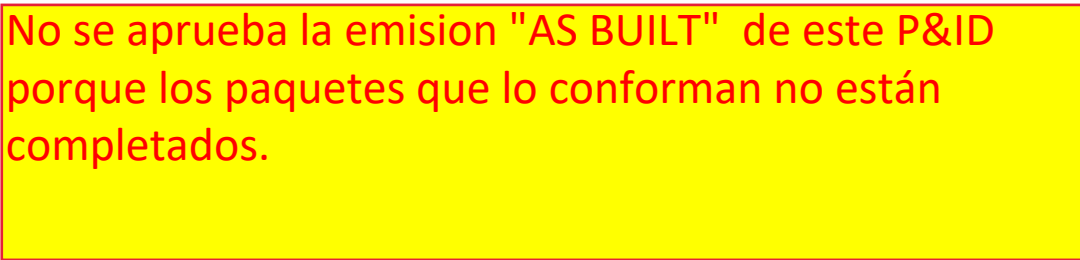 No se aprueba la emision "AS BUILT" de este P&ID
porque los paquetes que lo conforman no están
completados.